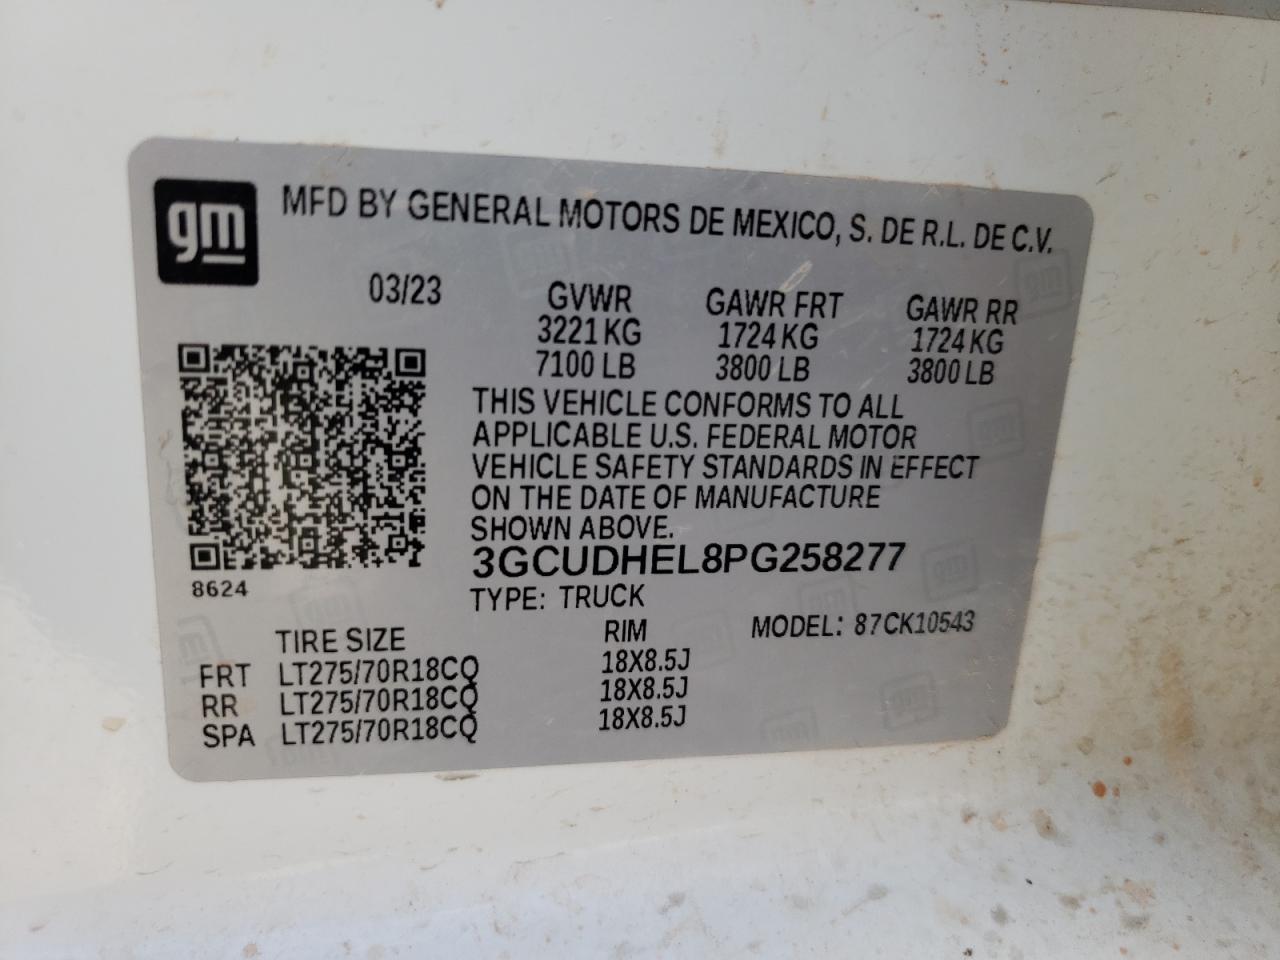 gm
MFD BY GENERAL MOTORS DE MEXICO, S. DE R.L. DE C.V.
03/23 GVWR GAWR FRT GAWR RR
3221 KG 1724 KG 1724 KG
7100 LB 3800 LB 3800 LB
THIS VEHICLE CONFORMS TO ALL
APPLICABLE U.S. FEDERAL MOTOR
VEHICLE SAFETY STANDARDS IN EFFECT
ON THE DATE OF MANUFACTURE
SHOWN ABOVE.
3GCUDHEL8PG258277
8624
TYPE: TRUCK
TIRE SIZE RIM MODEL: 87CK10543
FRT LT275/70R18CQ 18X8.5J
RR LT275/70R18CQ 18X8.5J
SPA LT275/70R18CQ 18X8.5J